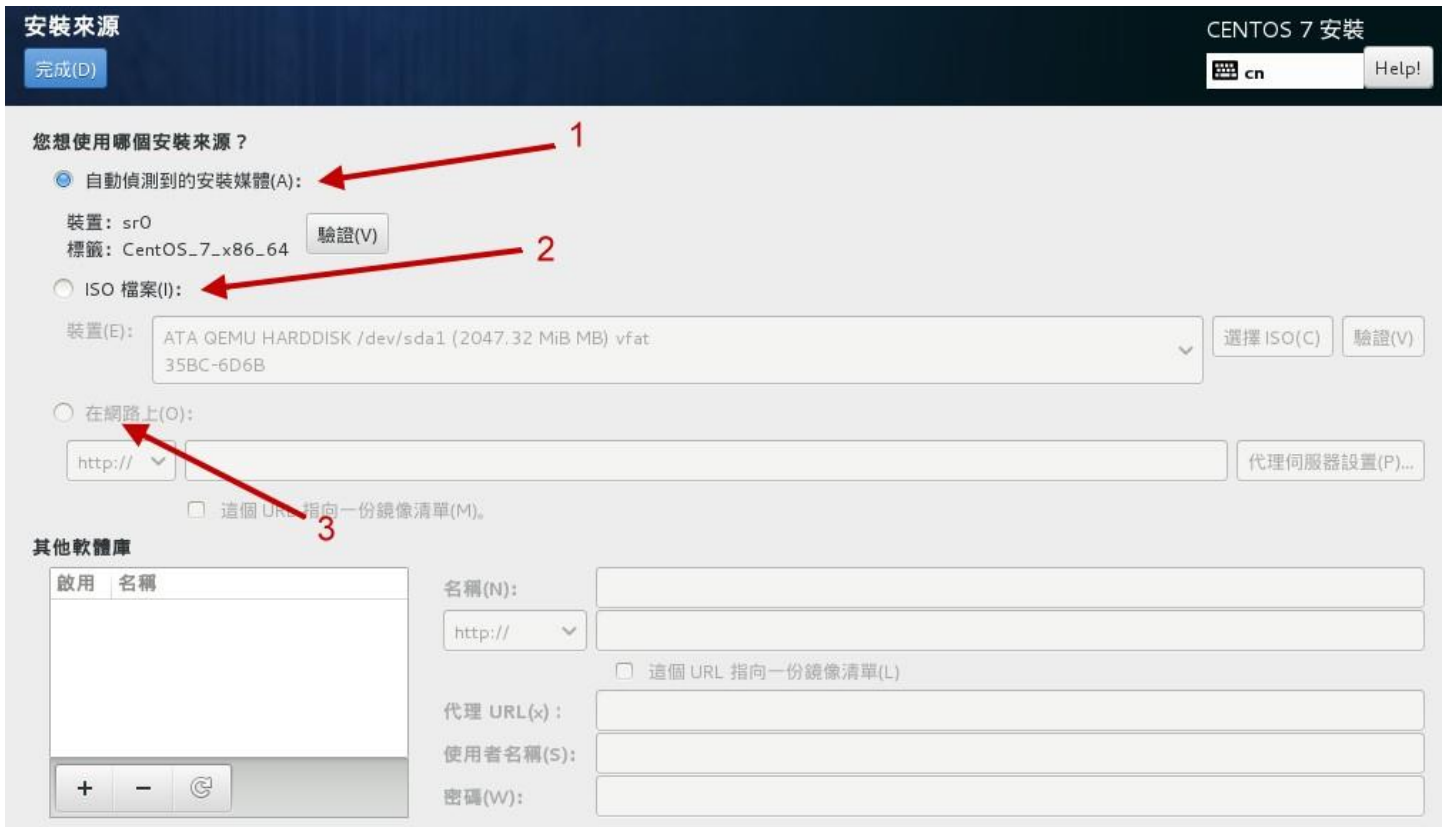 安裝來源
CENTOS 7 安裝
完成(D)
cn
Help!
您想使用哪個安裝來源？
1
自動偵測到的安裝媒體(A)：
裝置：sr0
標籤：CentOS_7_x86_64
驗證(V)
2
ISO 檔案(I)：
裝置(E)：
ATA QEMU HARDDISK /dev/sda1 (2047.32 MiB MB) vfat
35BC-6D6B
選擇 ISO(C)
驗證(V)
在網路上(O)：
http://
代理伺服器設置(P)...
這個 URL 指向一份鏡像清單(M)。
3
其他軟體庫
啟用 名稱
名稱(N)：
http://
這個 URL 指向一份鏡像清單(L)
代理 URL(x)：
使用者名稱(S)：
密碼(W)：